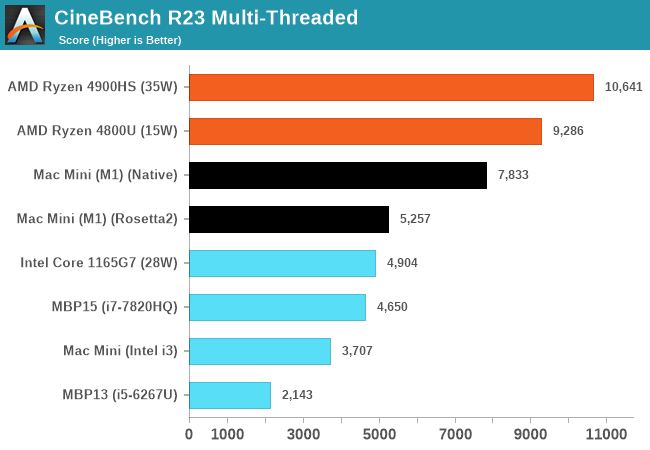 CineBench R23 Multi-Threaded
Score (Higher is Better)
AMD Ryzen 4900HS (35W) 10,641
AMD Ryzen 4800U (15W) 9,286
Mac Mini (M1) (Native) 7,833
Mac Mini (M1) (Rosetta2) 5,257
Intel Core 1165G7 (28W) 4,904
MBP15 (i7-7820HQ) 4,650
Mac Mini (Intel i3) 3,707
MBP13 (i5-6267U) 2,143
0 1000 3000 5000 7000 9000 11000